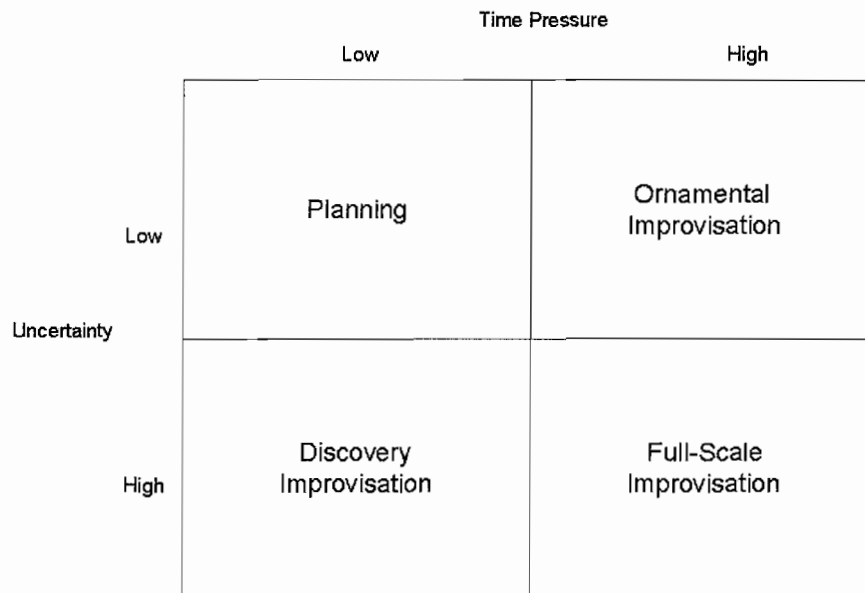 Time Pressure
Low
High
Planning
Ornamental
Improvisation
Low
Uncertainty
Discovery
Improvisation
Full-Scale
Improvisation
High